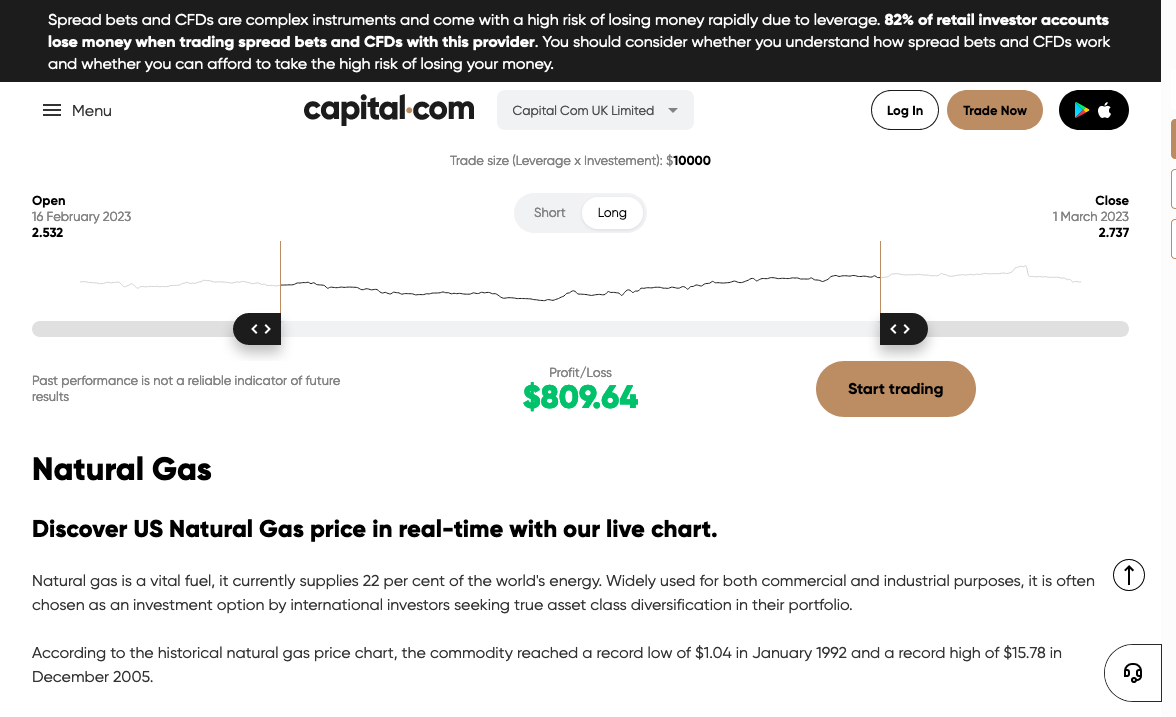 Spread bets and CFDs are complex instruments and come with a high risk of losing money rapidly due to leverage. 82% of retail investor accounts
lose money when trading spread bets and CFDs with this provider. You should consider whether you understand how spread bets and CFDs work
and whether you can afford to take the high risk of losing your money.
Menu
capital.com
Capital Com UK Limited
Log In
Trade Now
Trade size (Leverage x Investement): $10000
Open
16 February 2023
2.532
Short
Long
Close
1 March 2023
2.737
Past performance is not a reliable indicator of future
results
Profit/Loss
$809.64
Start trading
Natural Gas
Discover US Natural Gas price in real-time with our live chart.
Natural gas is a vital fuel, it currently supplies 22 per cent of the world's energy. Widely used for both commercial and industrial purposes, it is often
chosen as an investment option by international investors seeking true asset class diversification in their portfolio.
According to the historical natural gas price chart, the commodity reached a record low of $1.04 in January 1992 and a record high of $15.78 in
December 2005.